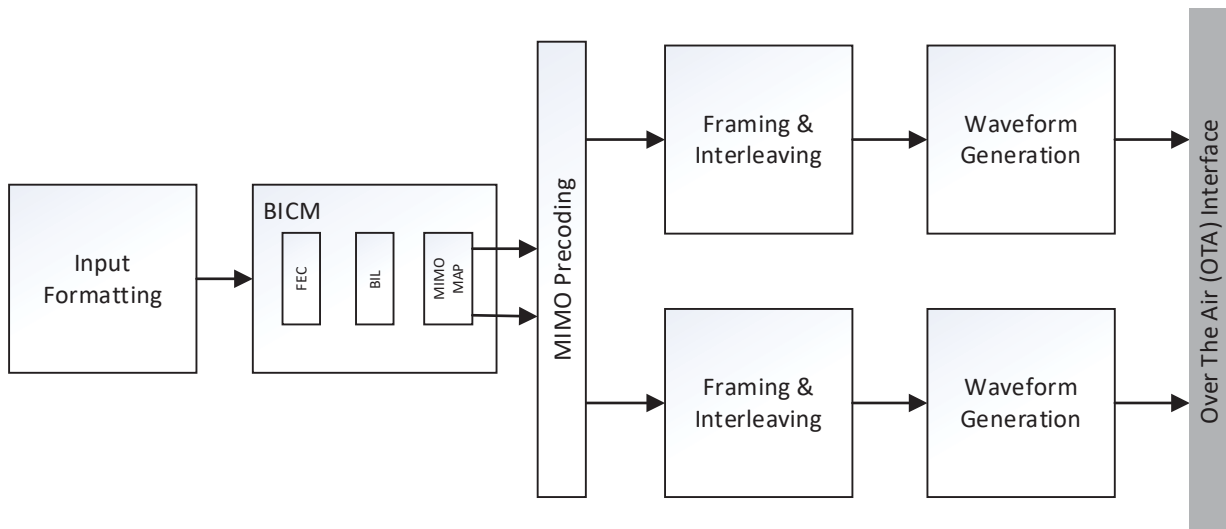 Input
Formatting
BICM
FEC
BIL
MIMO
MAP
MIMO Precoding
Framing &
Interleaving
Waveform
Generation
Framing &
Interleaving
Waveform
Generation
Over The Air (OTA) Interface